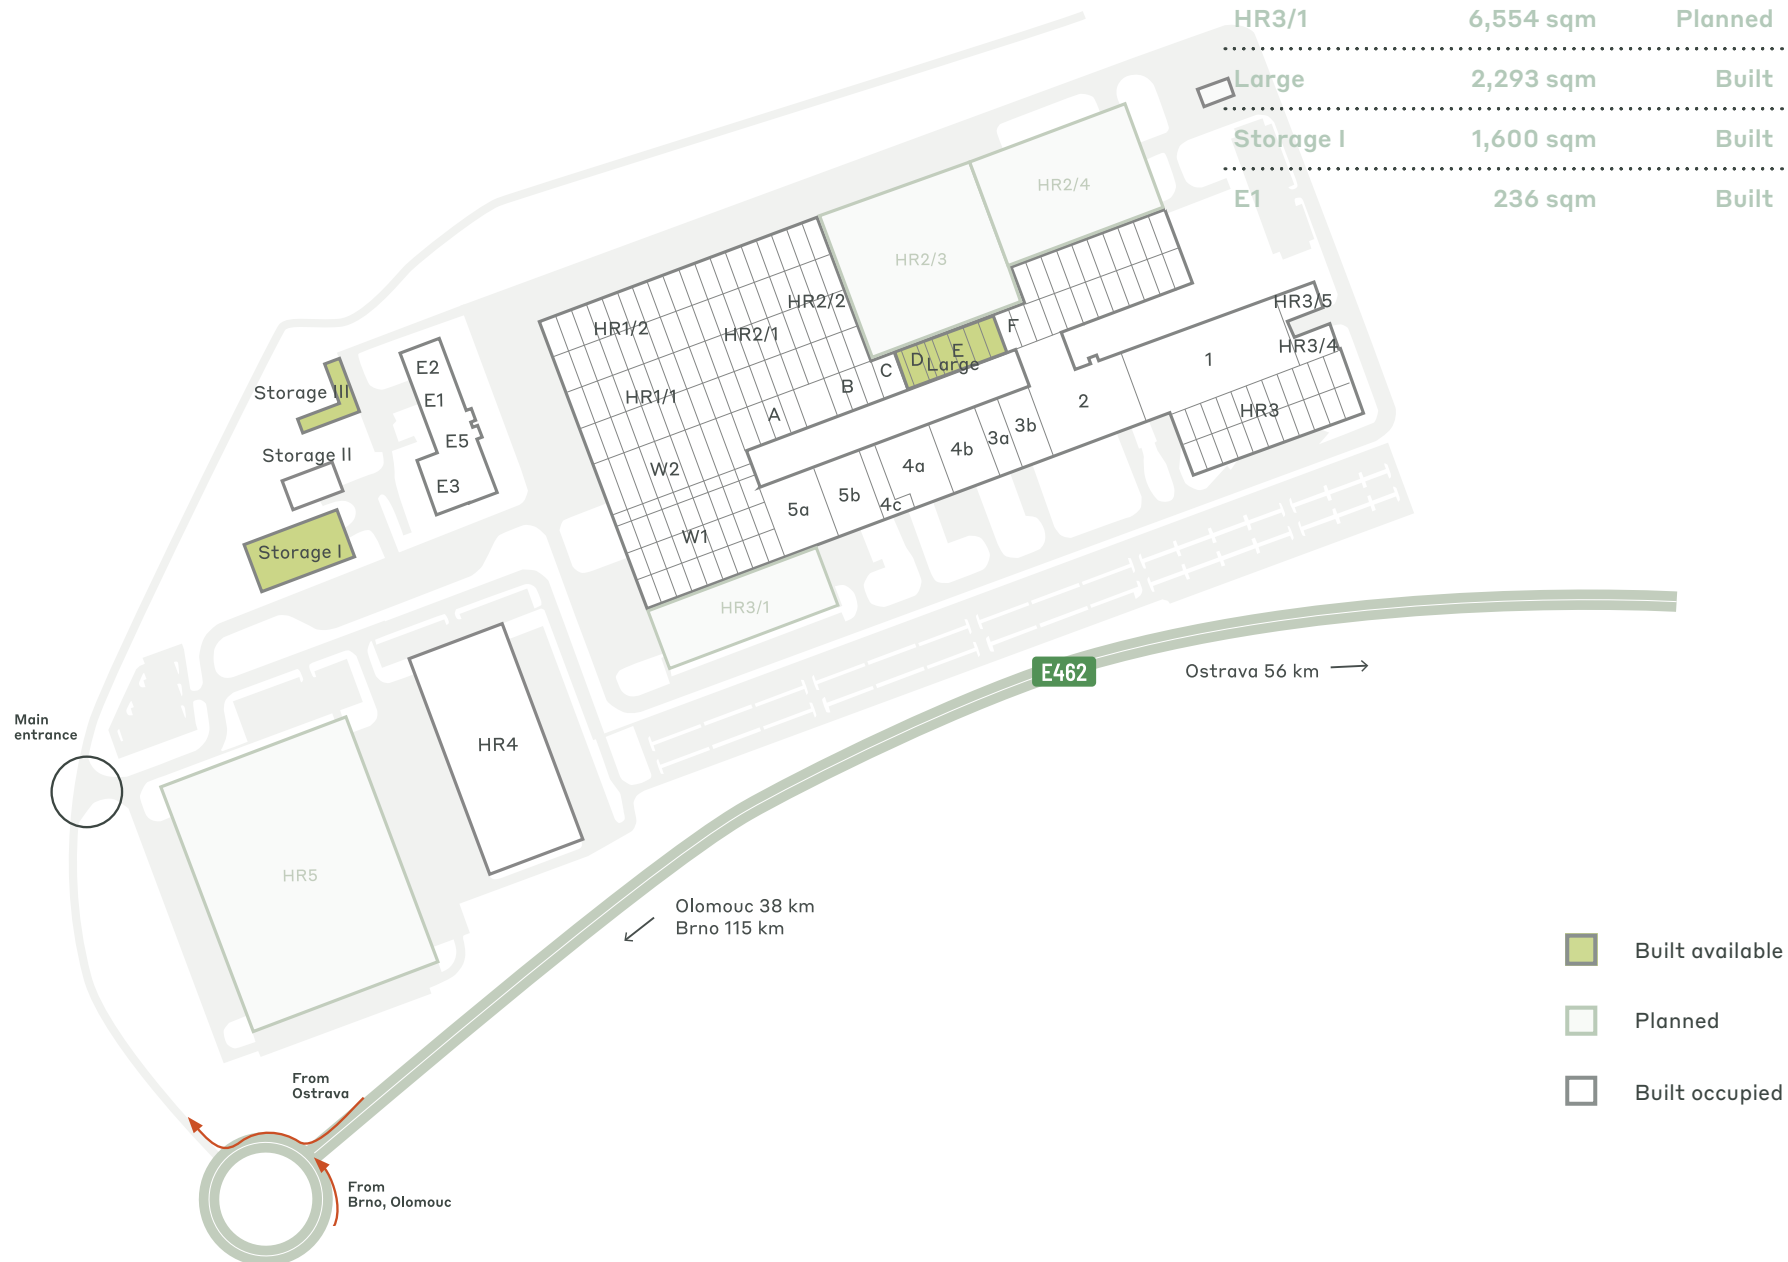 HR3/1 6,554 sqm Planned
Large 2,293 sqm Built
Storage I 1,600 sqm Built
E1 236 sqm Built
HR2/4
HR2/3
HR2/2
HR1/2
HR2/1
HR1/1
HR3/5
HR3/4
F
E
D
Large
C
B
A
1
2
HR3
3b
3a
4b
4a
4c
5b
5a
W2
W1
HR3/1
E2
E1
E5
E3
Storage III
Storage II
Storage I
HR4
HR5
Main
entrance
E462
Ostrava 56 km
Olomouc 38 km
Brno 115 km
From
Ostrava
From
Brno, Olomouc
Built available
Planned
Built occupied